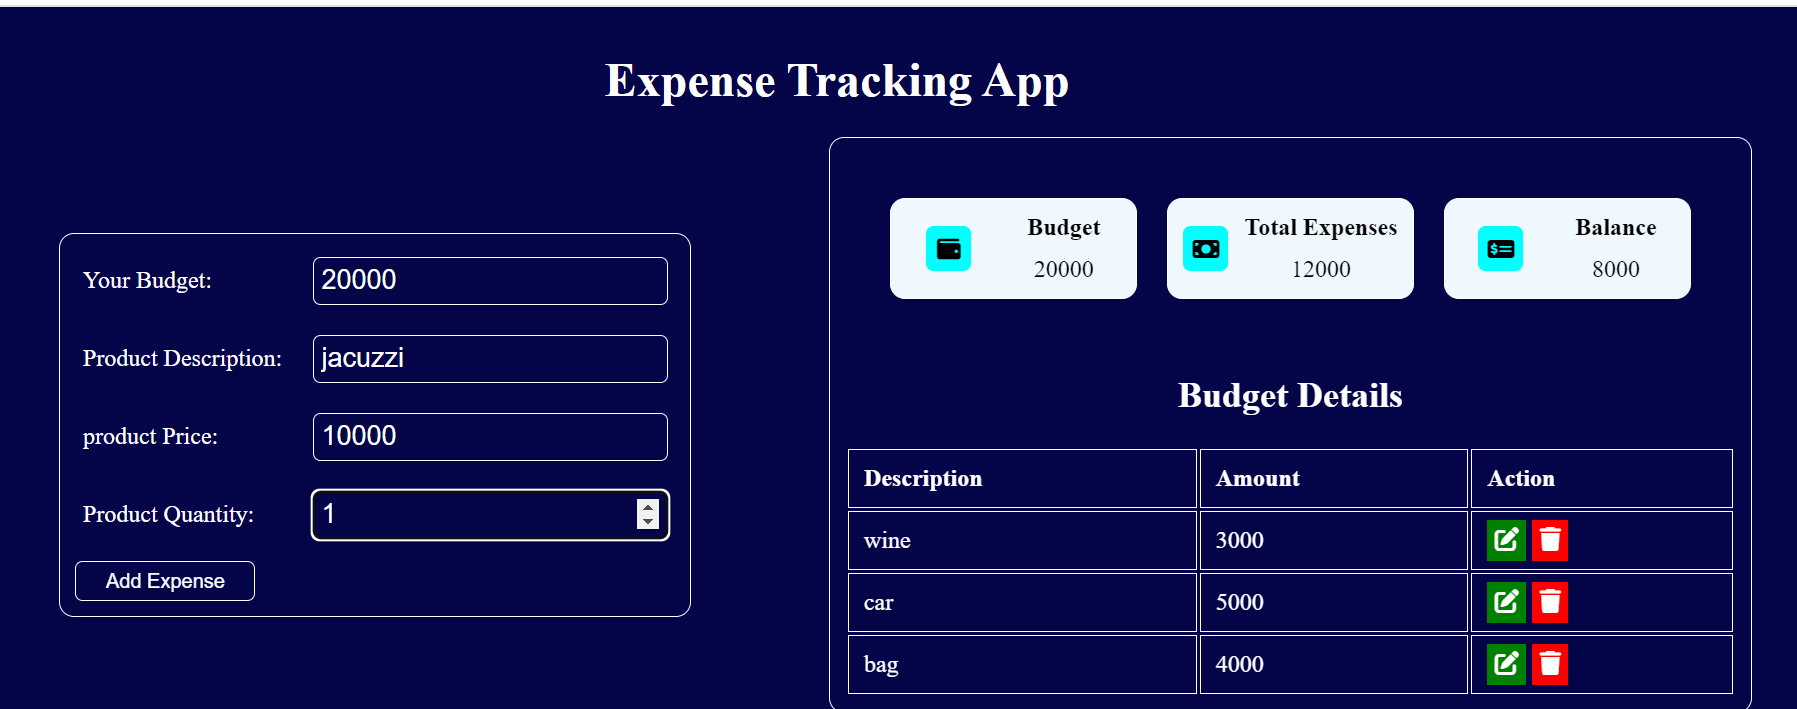 Expense Tracking App
Your Budget: 20000
Product Description: jacuzzi
product Price: 10000
Product Quantity: 1
Add Expense
Budget
20000
Total Expenses
12000
Balance
8000
Budget Details
Description Amount Action
wine 3000
car 5000
bag 4000